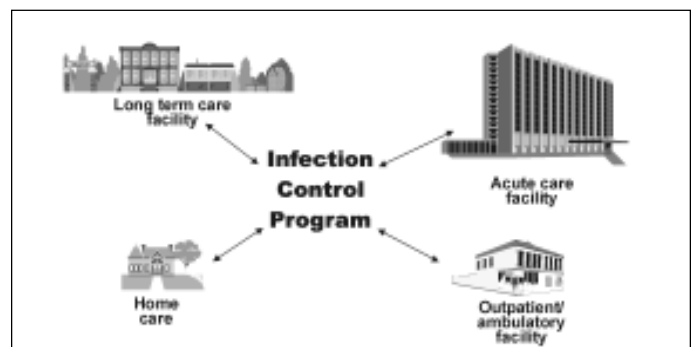 Long term care
facility
Infection
Control
Program
Acute care
facility
Home
care
Outpatient/
ambulatory
facility